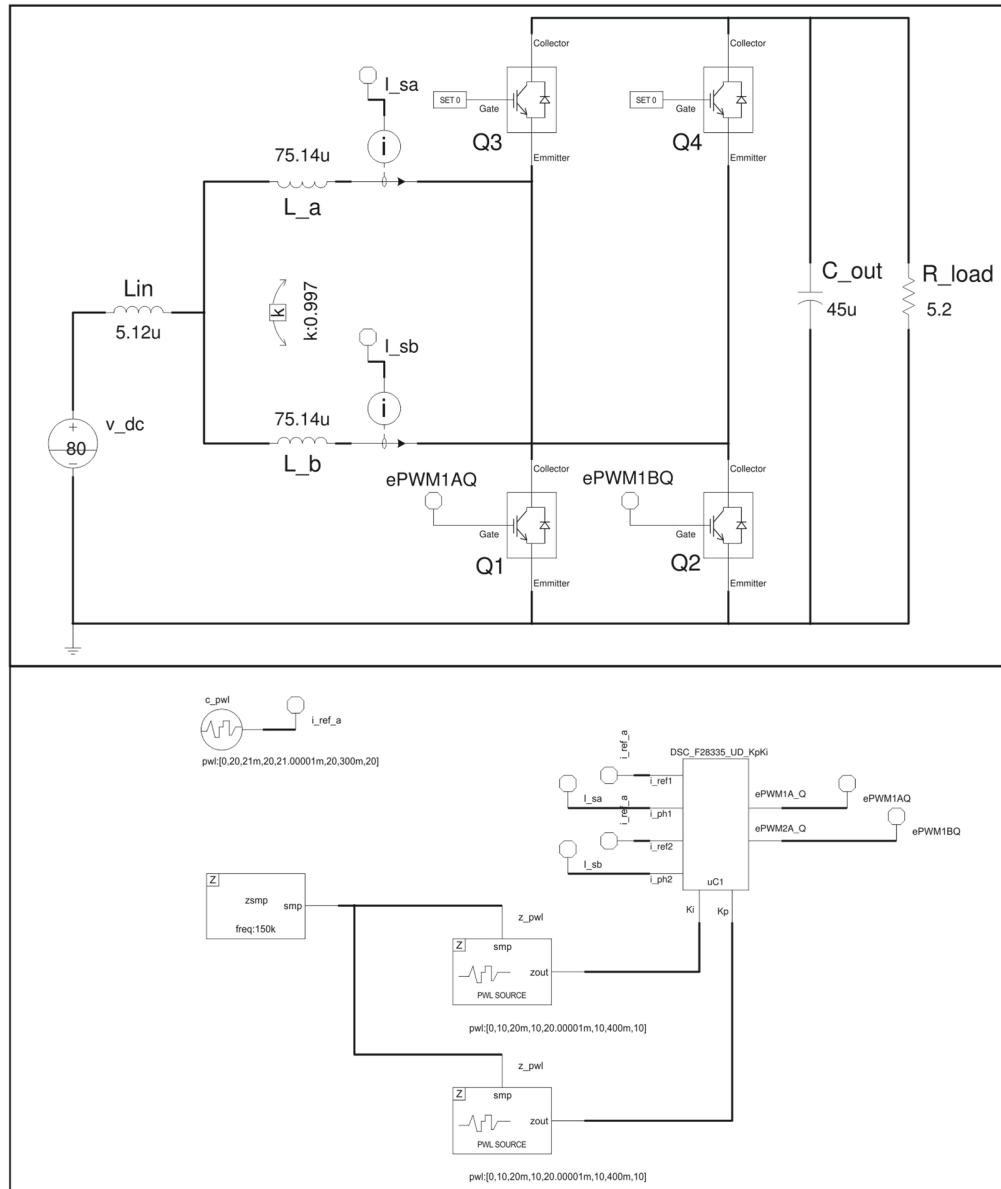 Collector
Collector
I_sa
SET 0
Gate
SET 0
Gate
Q3
Q4
i
75.14u
Emmitter
Emmitter
L_a
Lin
5.12u
k
k:0.997
C_out
45u
R_load
5.2
I_sb
i
75.14u
v_dc
+
80
−
L_b
Collector
Collector
ePWM1AQ
ePWM1BQ
Gate
Gate
Q1
Q2
Emmitter
Emmitter
c_pwl
i_ref_a
pwl:[0,20,21m,20,21.00001m,20,300m,20]
i_ref_a
DSC_F28335_UD_KpKi
i_ref1
I_sa
i_ref_a
i_ph1
ePWM1A_Q
ePWM1AQ
i_ref2
ePWM2A_Q
ePWM1BQ
I_sb
i_ph2
uC1
Ki
Kp
Z
zsmp
smp
freq:150k
z_pwl
Z
smp
zout
PWL SOURCE
pwl:[0,10,20m,10,20.00001m,10,400m,10]
z_pwl
Z
smp
zout
PWL SOURCE
pwl:[0,10,20m,10,20.00001m,10,400m,10]